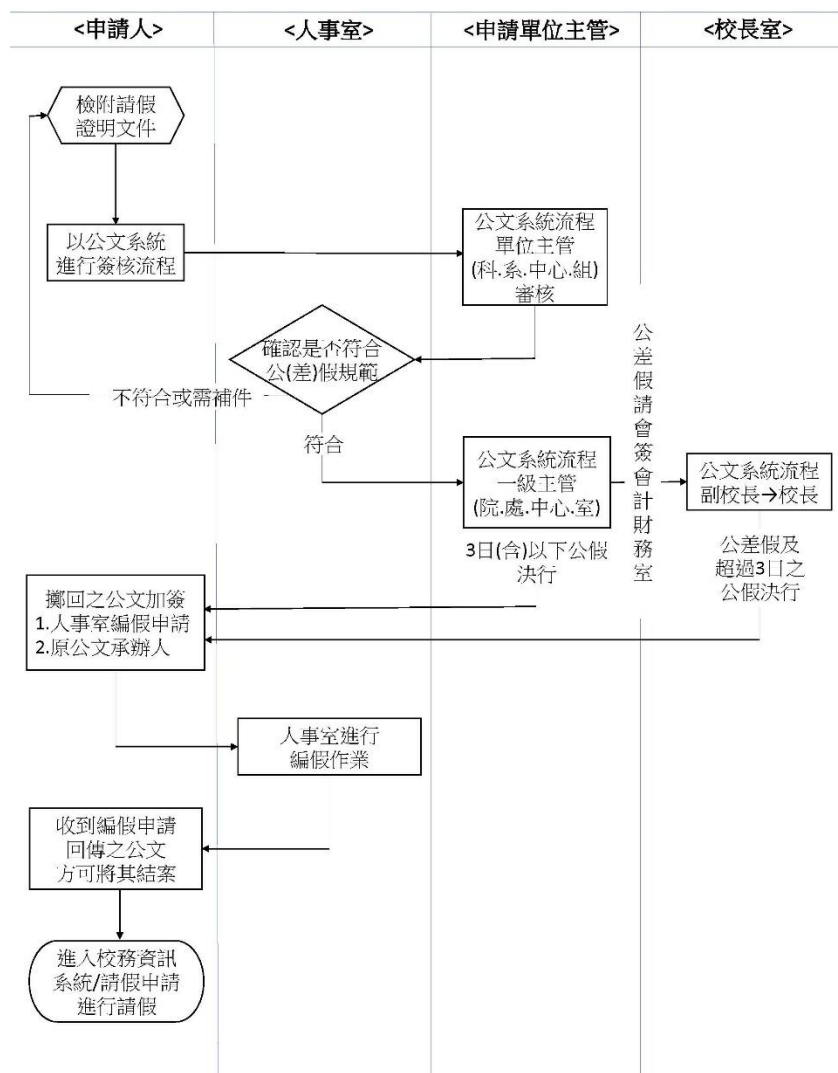 <申請人>
<人事室>
<申請單位主管>
<校長室>
檢附請假
證明文件
以公文系統
進行簽核流程
公文系統流程
單位主管
(科.系.中心.組)
審核
確認是否符合
公(差)假規範
不符合或需補件
符合
公文系統流程
一級主管
(院.處.中心.室)
3日(含)以下公假
決行
公差假請會簽會計財務室
公文系統流程
副校長→校長
公差假及
超過3日之
公假決行
擲回之公文加簽
1.人事室編假申請
2.原公文承辦人
人事室進行
編假作業
收到編假申請
回傳之公文
方可將其結案
進入校務資訊
系統/請假申請
進行請假